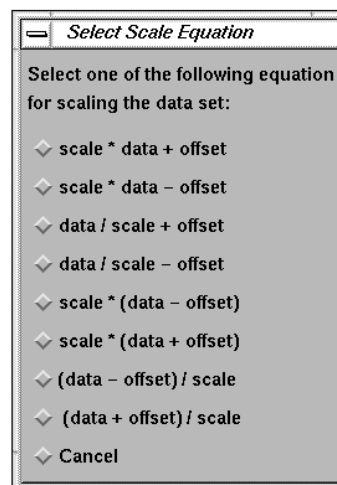 Select Scale Equation
Select one of the following equation
for scaling the data set:
scale * data + offset
scale * data – offset
data / scale + offset
data / scale – offset
scale * (data – offset)
scale * (data + offset)
(data – offset) / scale
(data + offset) / scale
Cancel